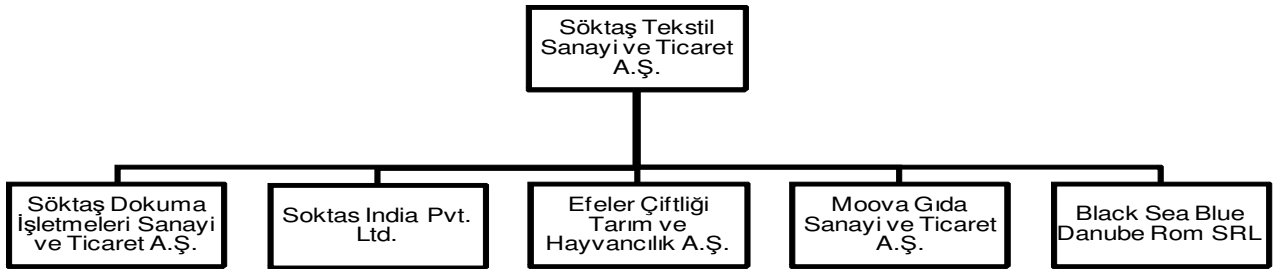 Söktaş Tekstil
Sanayi ve Ticaret
A.Ş.
Söktaş Dokuma
İşletmeleri Sanayi
ve Ticaret A.Ş.
Soktas India Pvt.
Ltd.
Efeler Çiftliği
Tarım ve
Hayvancılık A.Ş.
Moova Gıda
Sanayi ve Ticaret
A.Ş.
Black Sea Blue
Danube Rom SRL